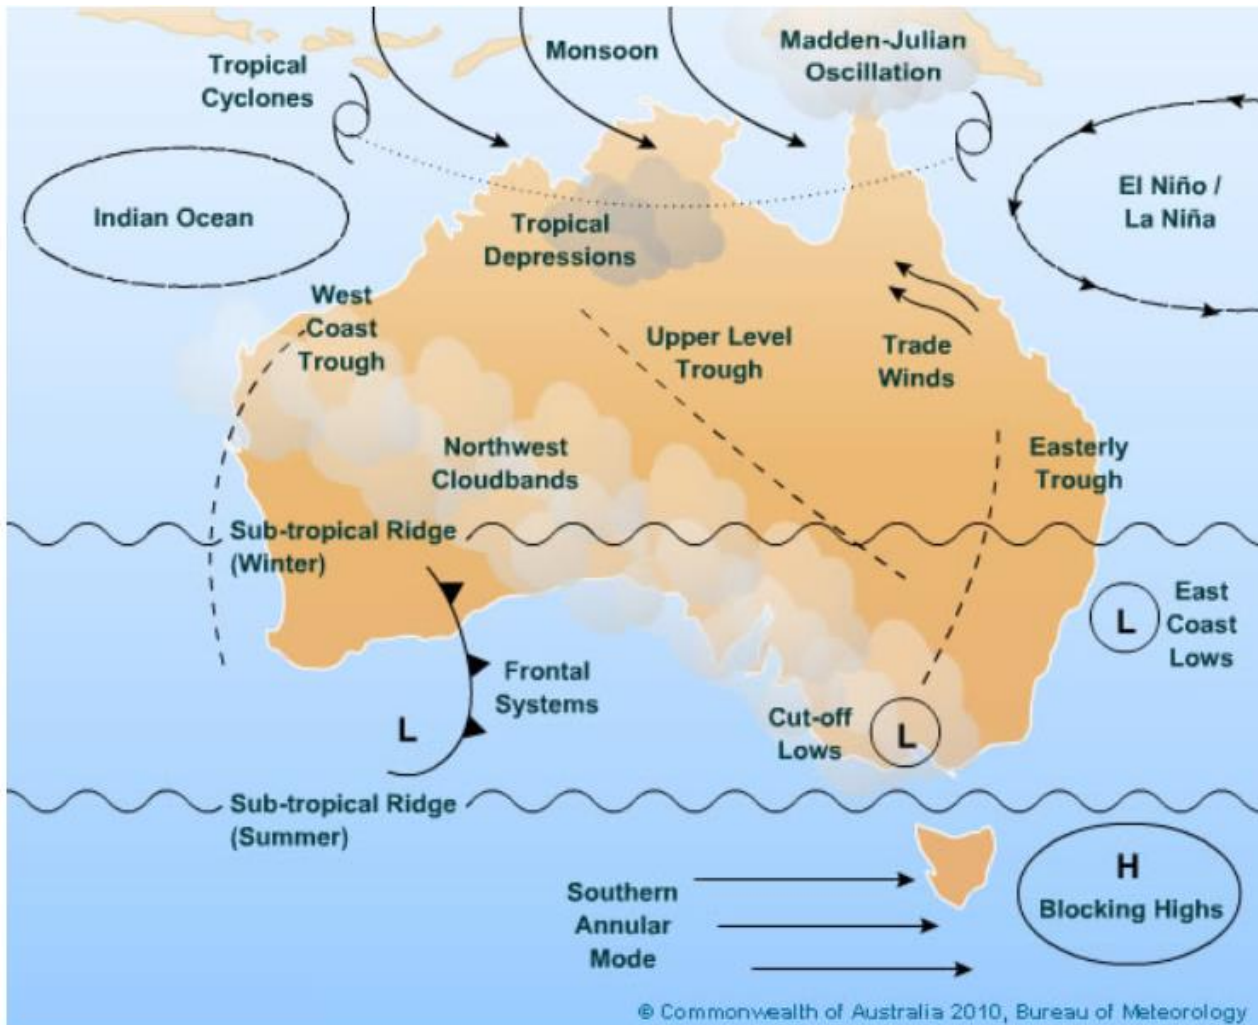 Monsoon
Madden-Julian
Oscillation
Tropical
Cyclones
El Niño /
La Niña
Indian Ocean
Tropical
Depressions
West
Coast
Trough
Upper Level
Trough
Trade
Winds
Northwest
Cloudbands
Easterly
Trough
Sub-tropical Ridge
(Winter)
East
Coast
Lows
L
Frontal
Systems
L
Cut-off
Lows
L
Sub-tropical Ridge
(Summer)
H
Blocking Highs
Southern
Annular
Mode
© Commonwealth of Australia 2010, Bureau of Meteorology